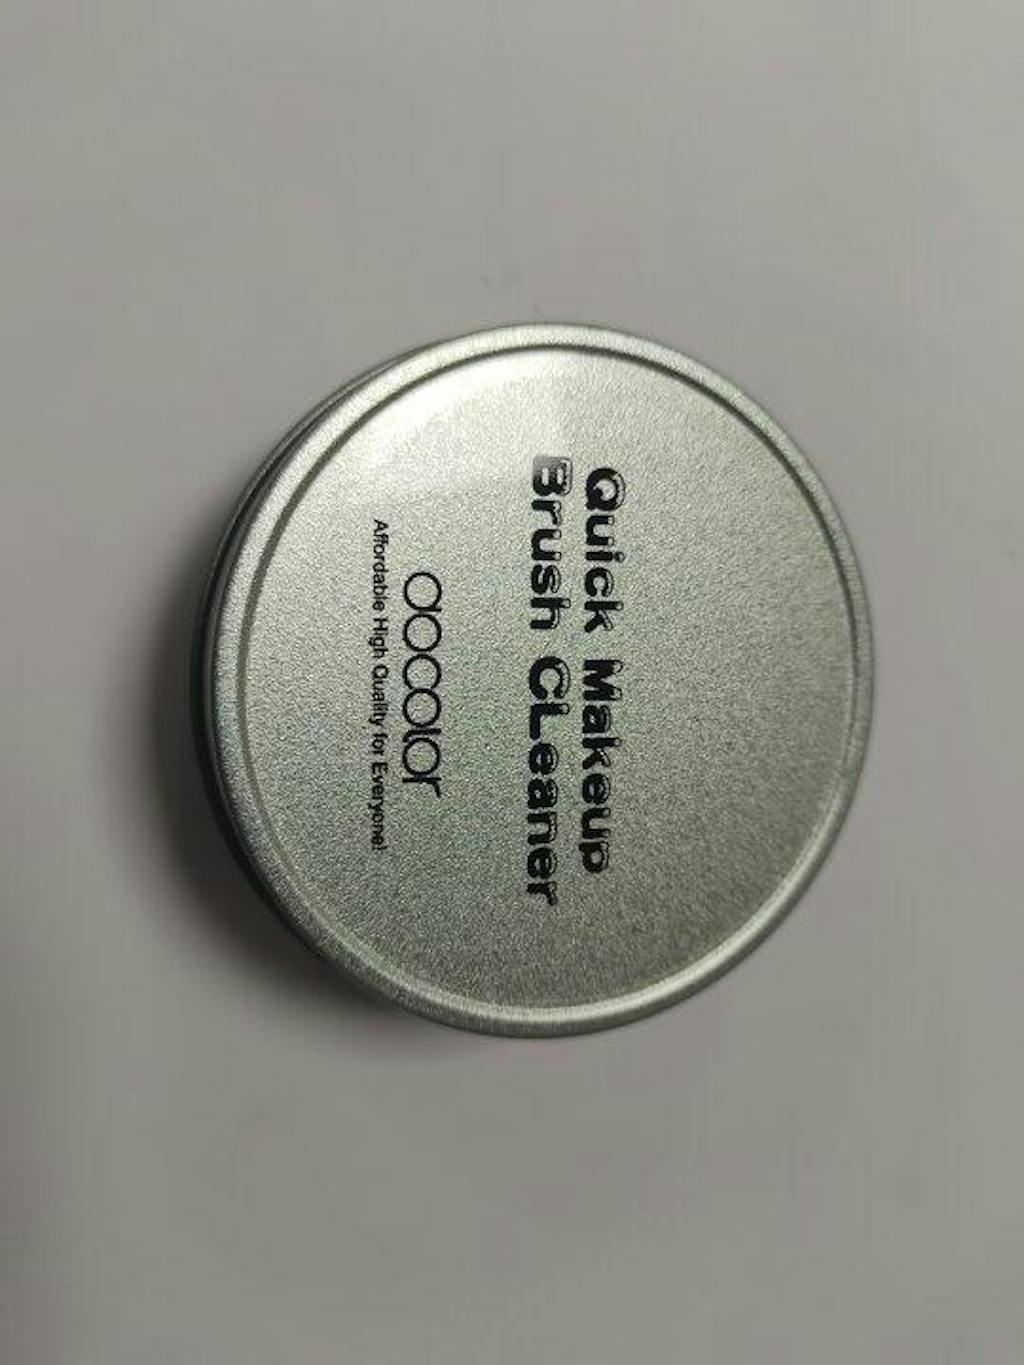 Quick Makeup
Brush CLeaner
docolor
Affordable High Quality for Everyone!